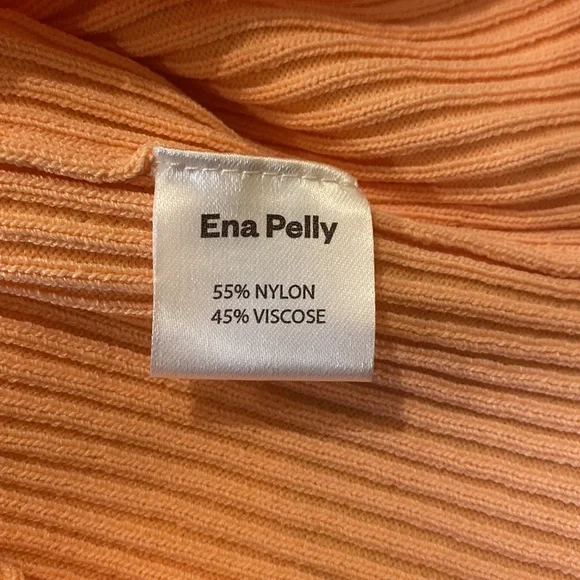 Ena Pelly
55% NYLON
45% VISCOSE